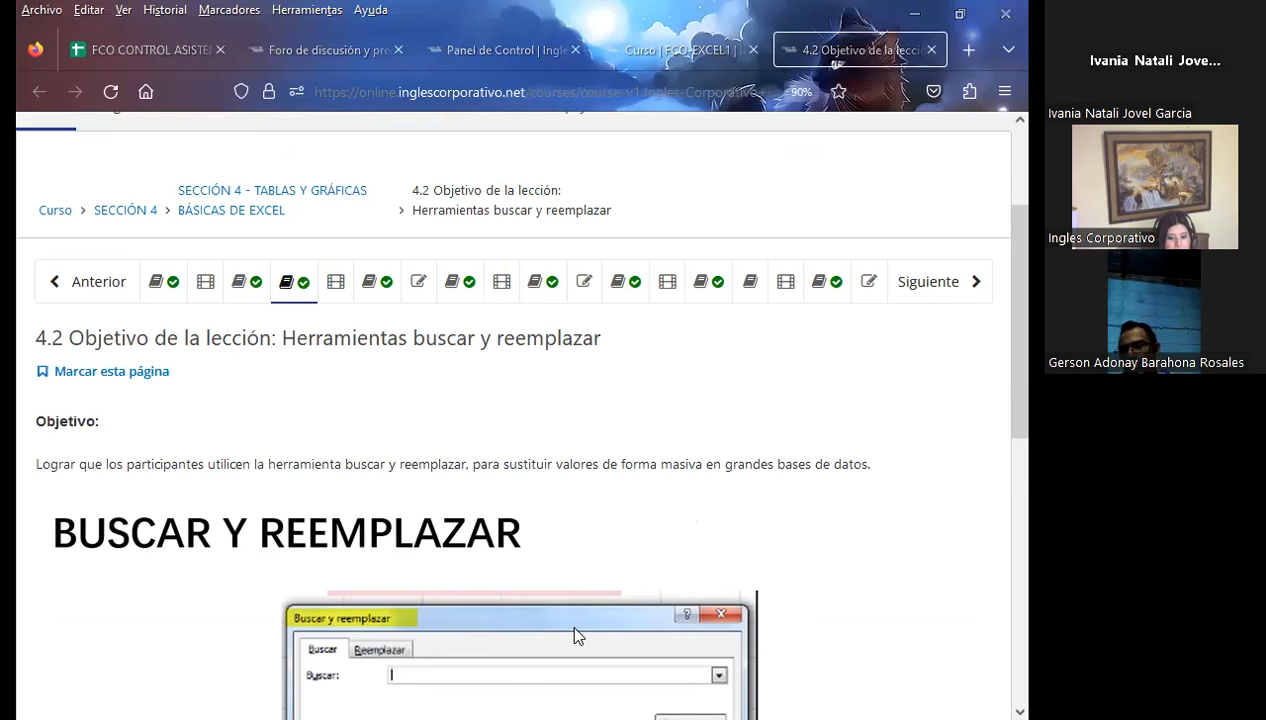 Archivo Editar Ver Historial Marcadores Herramientas Ayuda
FCO CONTROL ASISTE
Foro de discusión y pre
Panel de Control | Ingle
Curso | FCO-EXCEL1 | I
4.2 Objetivo de la lecci
https://online.inglescorporativo.net/courses/course-v1:Ingles-Corporativo
90%
Curso
SECCIÓN 4
SECCIÓN 4 - TABLAS Y GRÁFICAS
BÁSICAS DE EXCEL
4.2 Objetivo de la lección:
Herramientas buscar y reemplazar
Anterior
Siguiente
4.2 Objetivo de la lección: Herramientas buscar y reemplazar
Marcar esta página
Objetivo:
Lograr que los participantes utilicen la herramienta buscar y reemplazar, para sustituir valores de forma masiva en grandes bases de datos.
BUSCAR Y REEMPLAZAR
Buscar y reemplazar
Buscar Reemplazar
Buscar:
Ivania Natali Jove...
Ivania Natali Jovel Garcia
Ingles Corporativo
Gerson Adonay Barahona Rosales